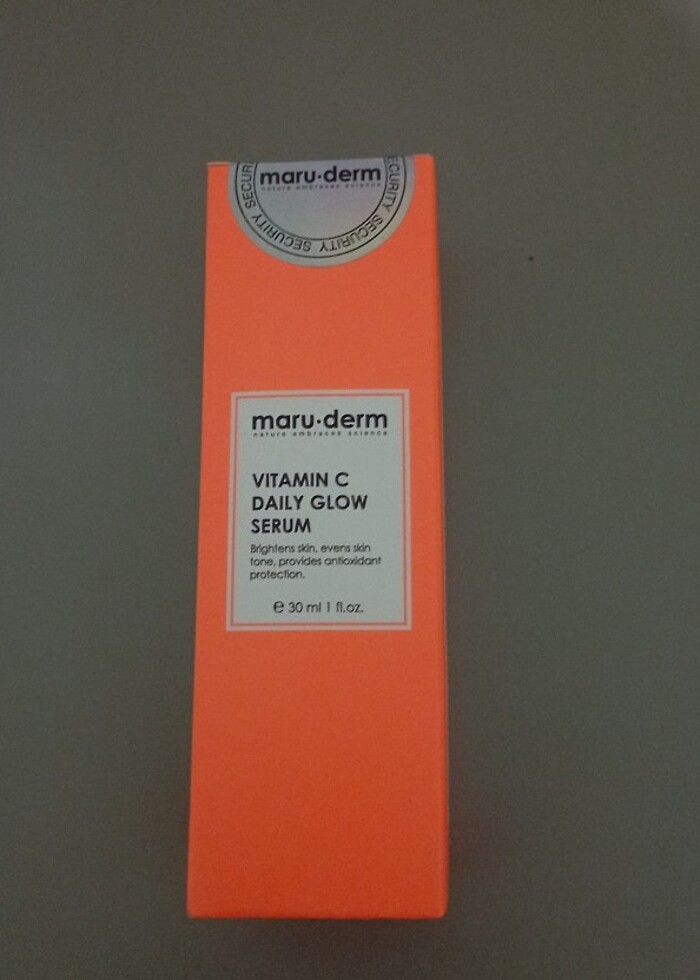 maru·derm
nature embraces science
SECURITY SECURITY SECURITY
maru·derm
nature embraces science
VITAMIN C
DAILY GLOW
SERUM
Brightens skin, evens skin
tone, provides antioxidant
protection.
℮ 30 ml 1 fl.oz.